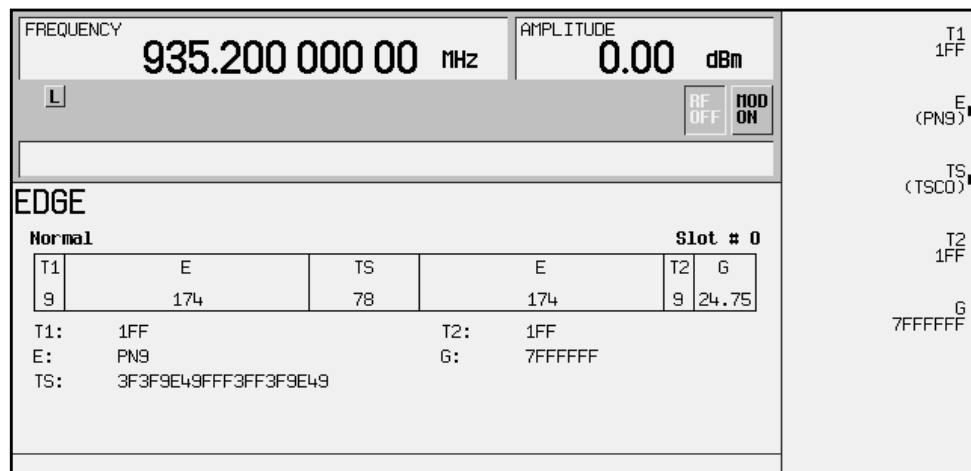 FREQUENCY
935.200 000 00 MHz
AMPLITUDE
0.00 dBm
L
RF OFF
MOD ON
EDGE
Normal Slot # 0
T1 E TS E T2 G
9 174 78 174 9 24.75
T1: 1FF T2: 1FF
E: PN9 G: 7FFFFFF
TS: 3F3F9E49FFF3FF3F9E49
T1
1FF
E
(PN9)
TS
(TSC0)
T2
1FF
G
7FFFFFF